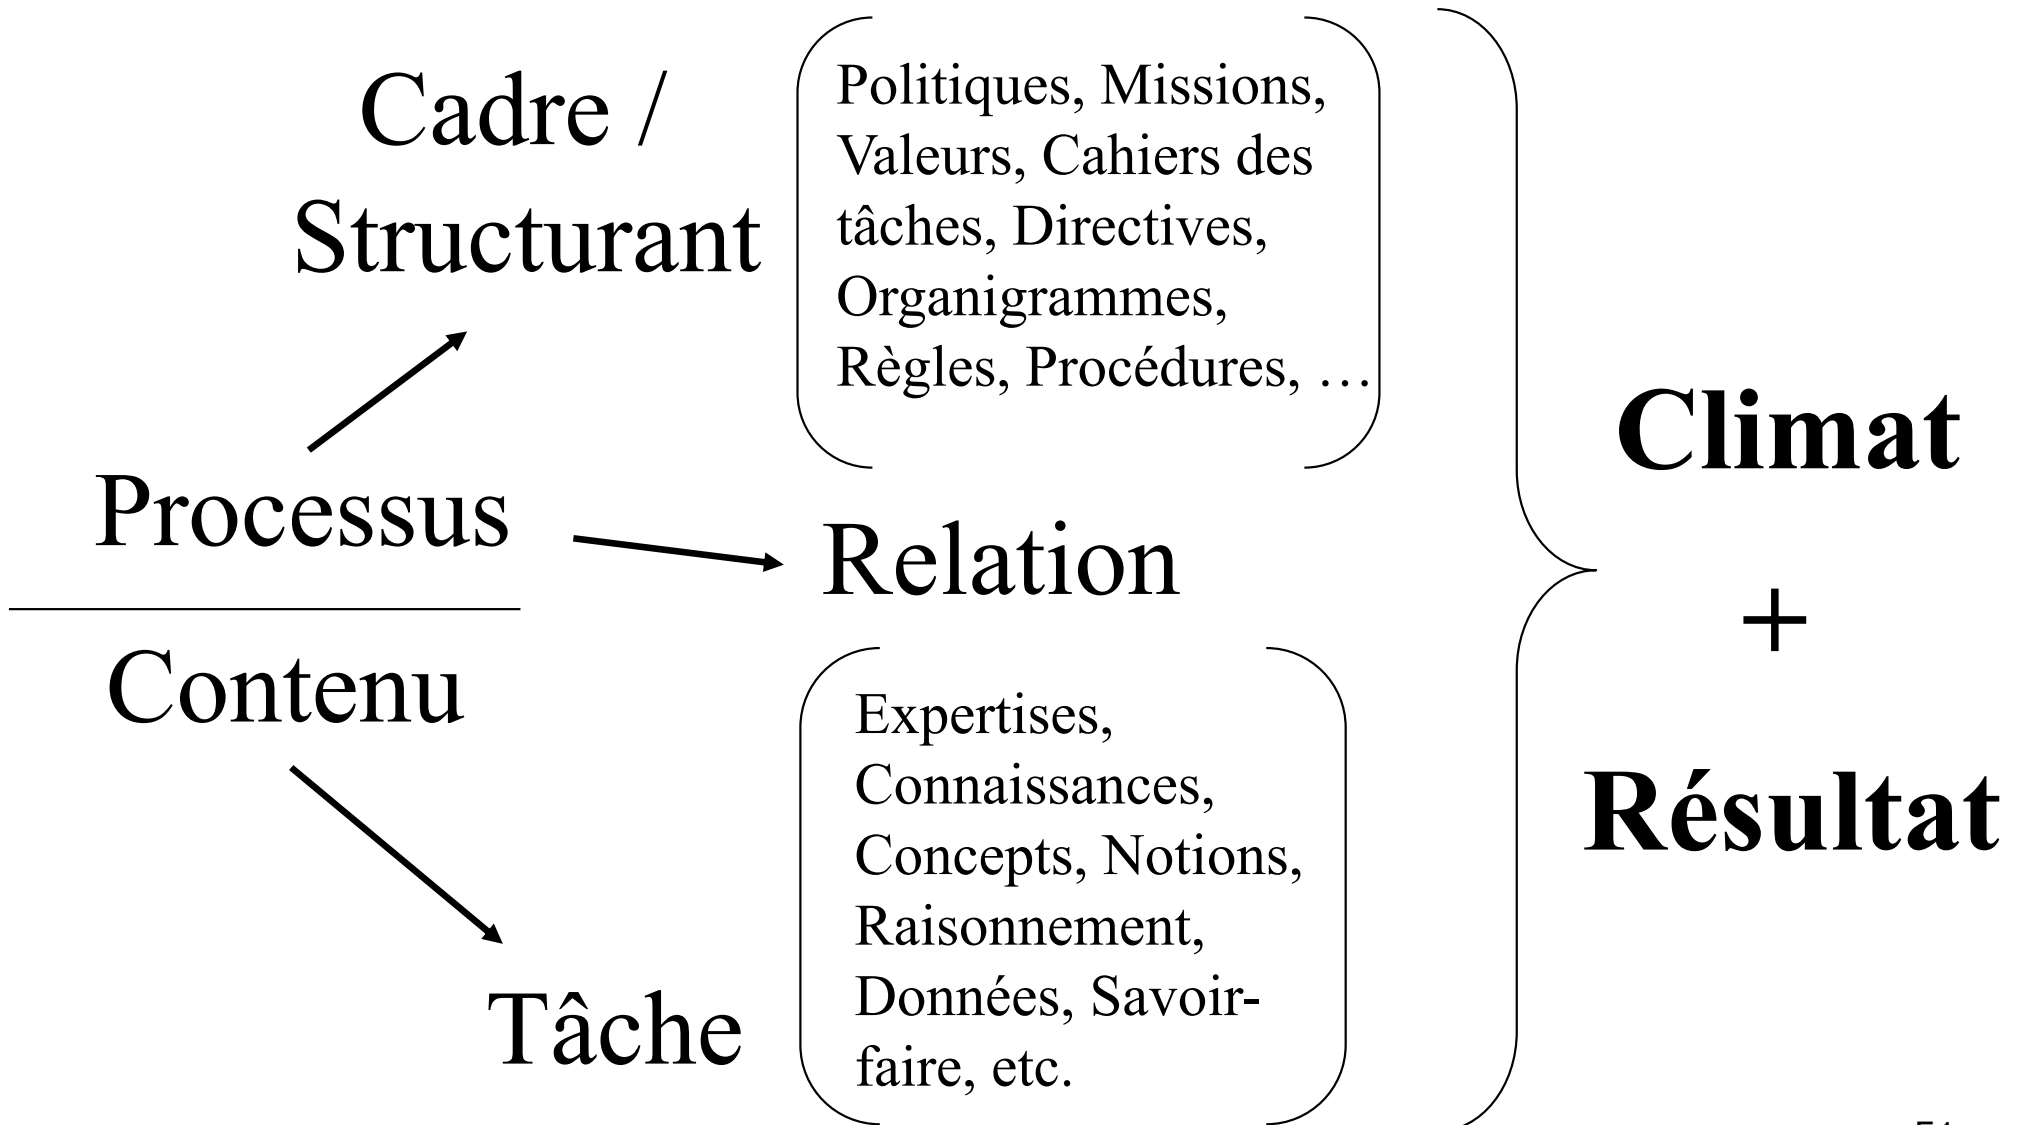 Cadre /
Structurant
Politiques, Missions,
Valeurs, Cahiers des
tâches, Directives,
Organigrammes,
Règles, Procédures, …
Processus
Relation
Contenu
Tâche
Expertises,
Connaissances,
Concepts, Notions,
Raisonnement,
Données, Savoir-
faire, etc.
Climat
+
Résultat